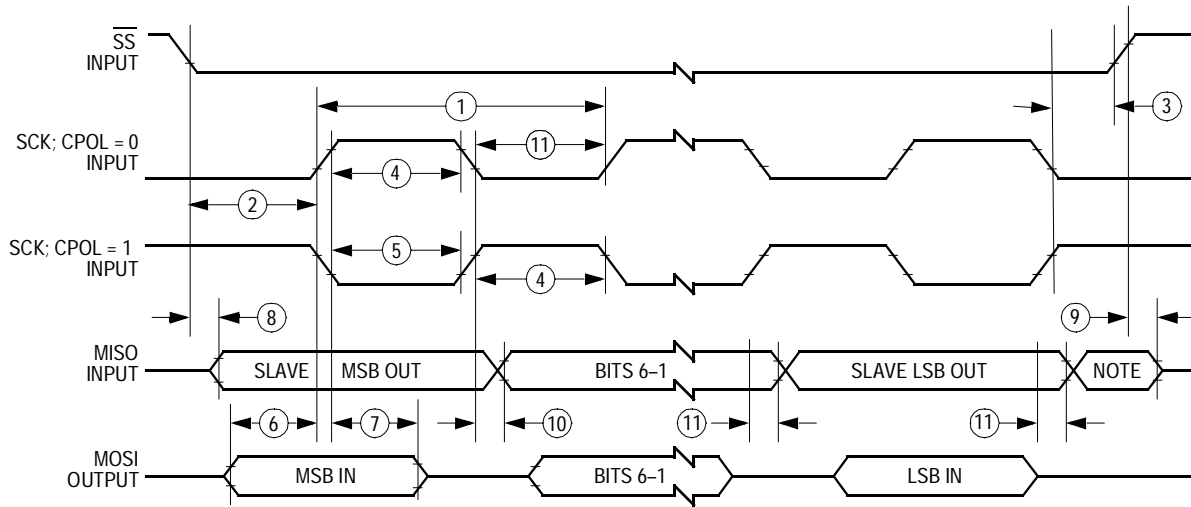 SS
INPUT
1
3
SCK; CPOL = 0
INPUT
11
4
2
SCK; CPOL = 1
INPUT
5
4
8
9
MISO
INPUT
SLAVE MSB OUT
BITS 6–1
SLAVE LSB OUT
NOTE
6
7
10
11
11
MOSI
OUTPUT
MSB IN
BITS 6–1
LSB IN